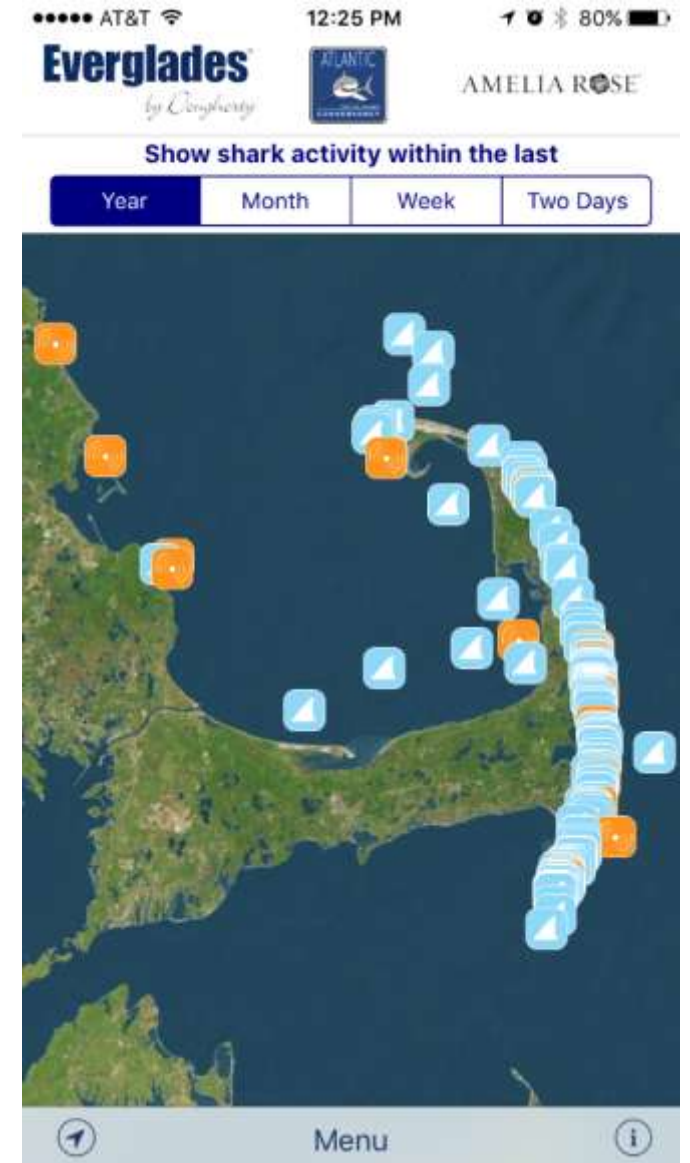 AT&T 12:25 PM 80%
Everglades
by Dougherty
ATLANTIC
AMELIA ROSE
Show shark activity within the last
Year Month Week Two Days
Menu
i